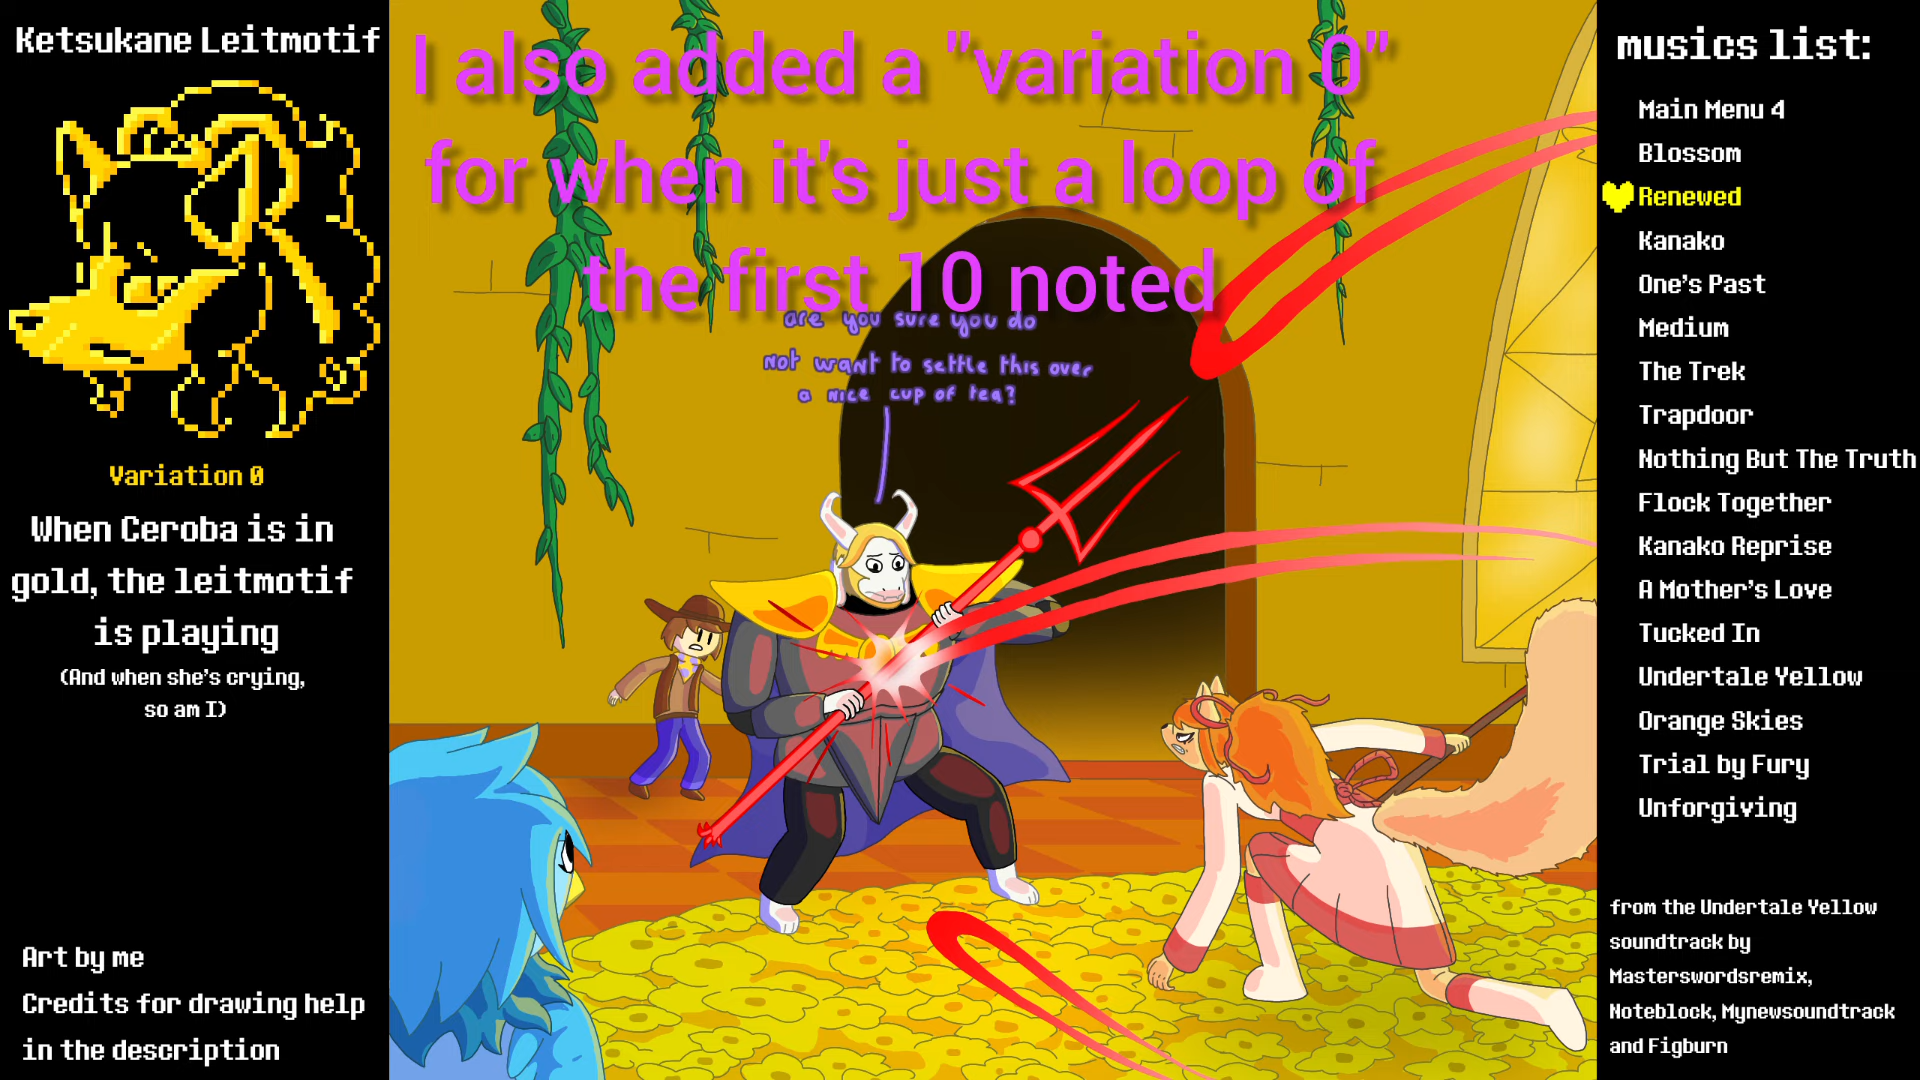 Ketsukane Leitmotif
Variation 0
When Ceroba is in
gold, the leitmotif
is playing
(And when she's crying,
so am I)
Art by me
Credits for drawing help
in the description
I also added a "variation 0"
for when it's just a loop of
the first 10 noted
are you sure you do
not want to settle this over
a nice cup of tea?
musics list:
Main Menu 4
Blossom
Renewed
Kanako
One's Past
Medium
The Trek
Trapdoor
Nothing But The Truth
Flock Together
Kanako Reprise
A Mother's Love
Tucked In
Undertale Yellow
Orange Skies
Trial by Fury
Unforgiving
from the Undertale Yellow
soundtrack by
Masterswordsremix,
Noteblock, Mynewsoundtrack
and Figburn